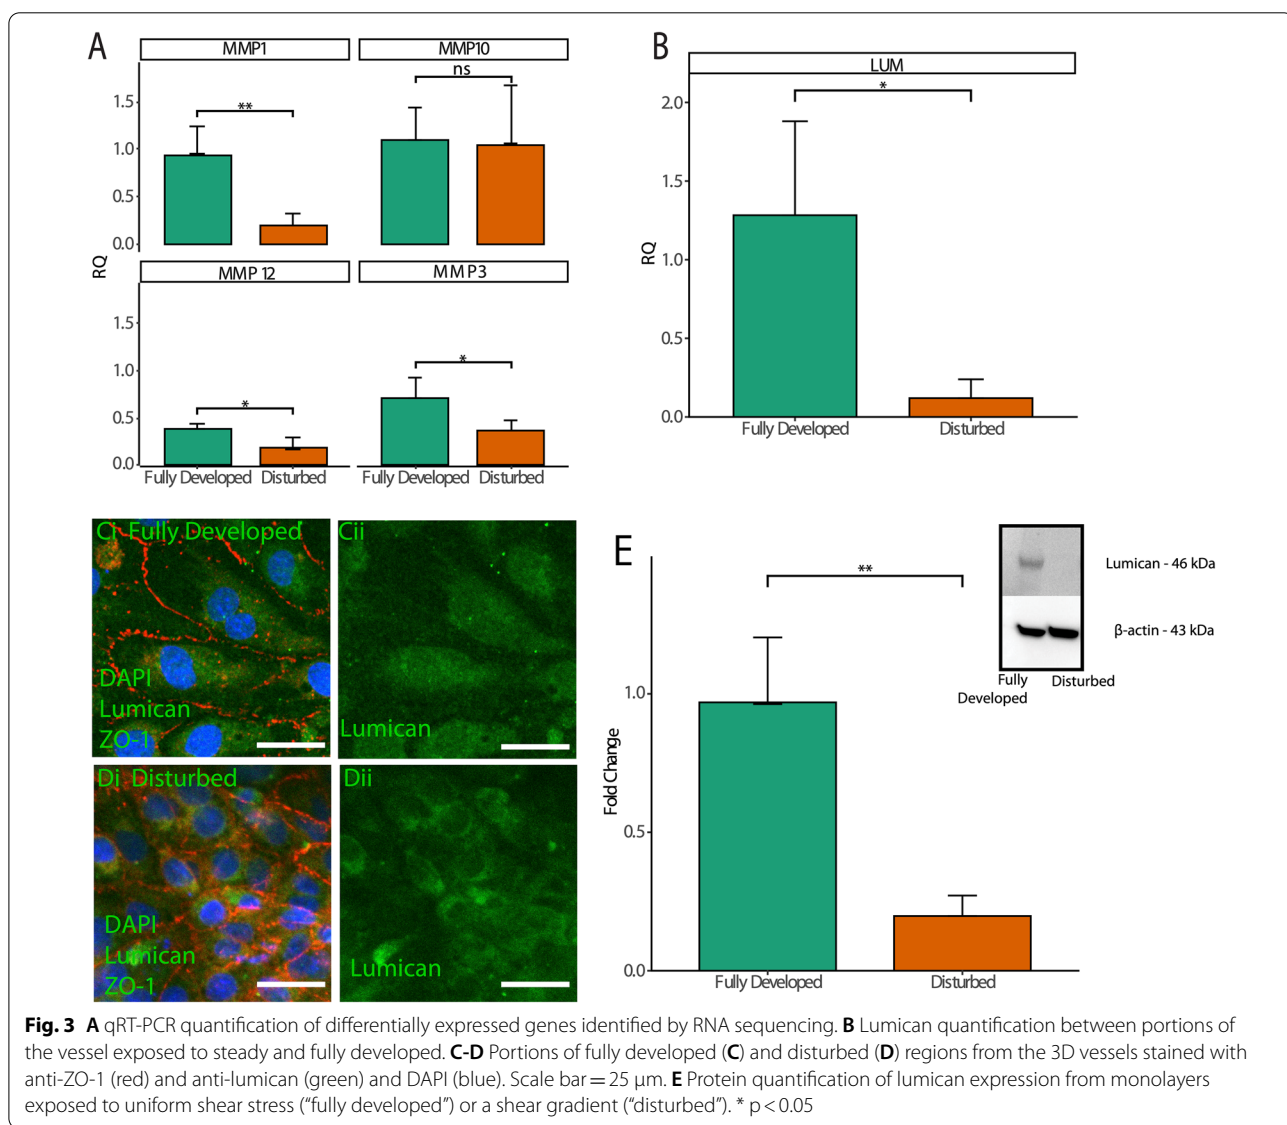 A
MMP1
MMP10
**
ns
1.5
1.0
0.5
0.0
RQ
MMP 12
MMP3
*
*
1.5
1.0
0.5
0.0
Fully Developed
Disturbed
Fully Developed
Disturbed
B
LUM
*
2.0
1.5
1.0
0.5
0.0
RQ
Fully Developed
Disturbed
Ci Fully Developed
DAPI
Lumican
ZO-1
Cii
Lumican
Di Disturbed
DAPI
Lumican
ZO-1
Dii
Lumican
E
**
1.0
0.5
0.0
Fold Change
Fully Developed
Disturbed
Lumican - 46 kDa
β-actin - 43 kDa
Fully
Developed
Disturbed
Fig. 3 A qRT-PCR quantification of differentially expressed genes identified by RNA sequencing. B Lumican quantification between portions of
the vessel exposed to steady and fully developed. C-D Portions of fully developed (C) and disturbed (D) regions from the 3D vessels stained with
anti-ZO-1 (red) and anti-lumican (green) and DAPI (blue). Scale bar = 25 μm. E Protein quantification of lumican expression from monolayers
exposed to uniform shear stress (“fully developed”) or a shear gradient (“disturbed”). * p < 0.05